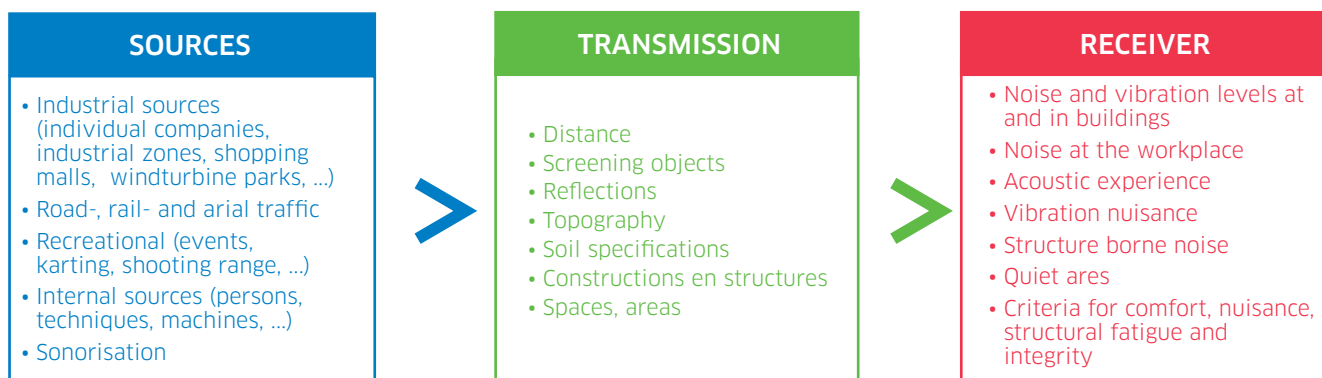 SOURCES
• Industrial sources
(individual companies,
industrial zones, shopping
malls, windturbine parks, ...)
• Road-, rail- and arial traffic
• Recreational (events,
karting, shooting range, ...)
• Internal sources (persons,
techniques, machines, ...)
• Sonorisation
TRANSMISSION
• Distance
• Screening objects
• Reflections
• Topography
• Soil specifications
• Constructions en structures
• Spaces, areas
RECEIVER
• Noise and vibration levels at
and in buildings
• Noise at the workplace
• Acoustic experience
• Vibration nuisance
• Structure borne noise
• Quiet ares
• Criteria for comfort, nuisance,
structural fatigue and
integrity